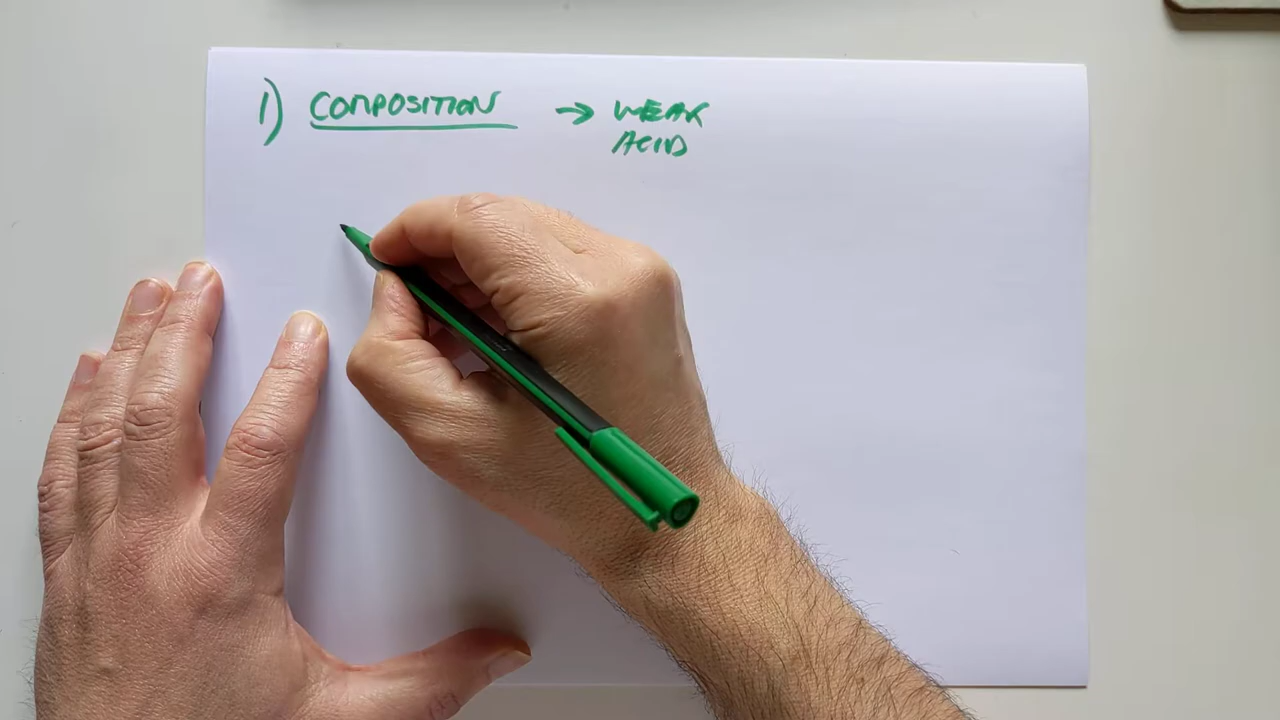 1) COMPOSITION → WEAK
ACID